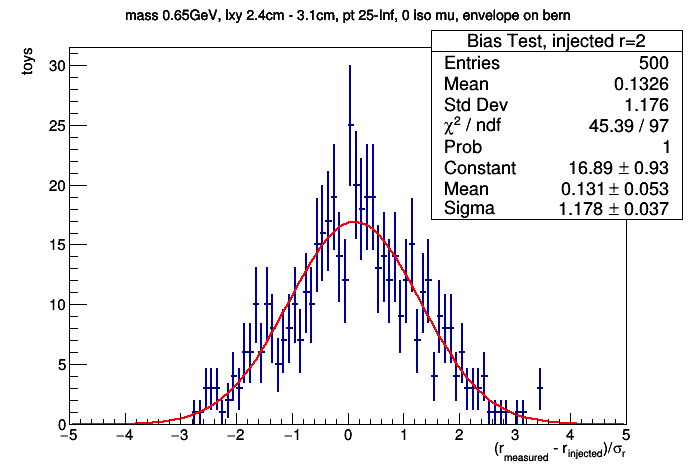 mass 0.65GeV, lxy 2.4cm - 3.1cm, pt 25-Inf, 0 Iso mu, envelope on bern
Bias Test, injected r=2
Entries 500
Mean 0.1326
Std Dev 1.176
χ² / ndf 45.39 / 97
Prob 1
Constant 16.89 ± 0.93
Mean 0.131 ± 0.053
Sigma 1.178 ± 0.037
toys
30
25
20
15
10
5
0
−5 −4 −3 −2 −1 0 1 2 3 4 5
(r_measured - r_injected)/σ_r